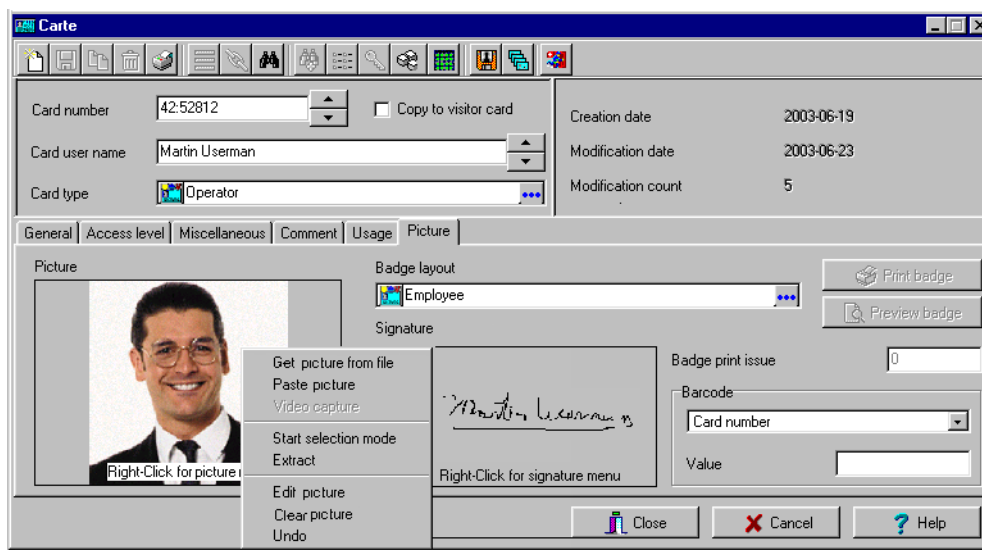 Carte
Card number
42:52812
Copy to visitor card
Card user name
Martin Userman
Card type
Operator
Creation date
2003-06-19
Modification date
2003-06-23
Modification count
5
General
Access level
Miscellaneous
Comment
Usage
Picture
Picture
Right-Click for picture
Get picture from file
Paste picture
Video capture
Start selection mode
Extract
Edit picture
Clear picture
Undo
Badge layout
Employee
Signature
Right-Click for signature menu
Print badge
Preview badge
Badge print issue
0
Barcode
Card number
Value
Close
Cancel
Help